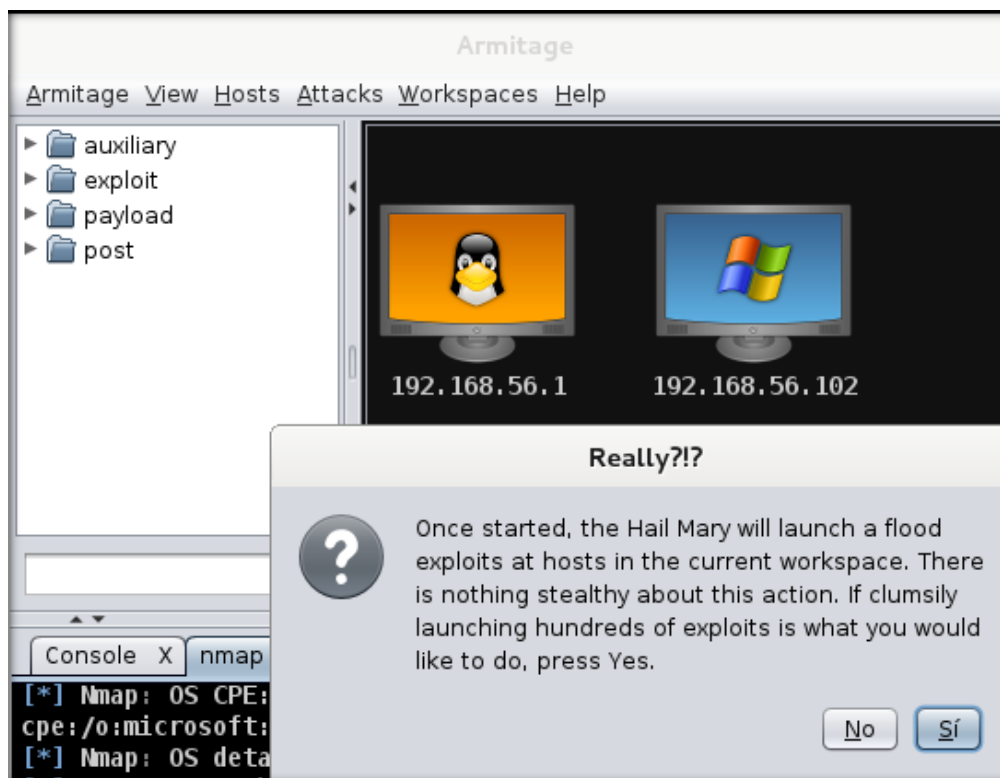 Armitage
Armitage View Hosts Attacks Workspaces Help
auxiliary
exploit
payload
post
192.168.56.1
192.168.56.102
Really?!?
Once started, the Hail Mary will launch a flood
exploits at hosts in the current workspace. There
is nothing stealthy about this action. If clumsily
launching hundreds of exploits is what you would
like to do, press Yes.
No
Sí
Console X nmap
[*] Nmap: OS CPE:
cpe:/o:microsoft:
[*] Nmap: OS deta